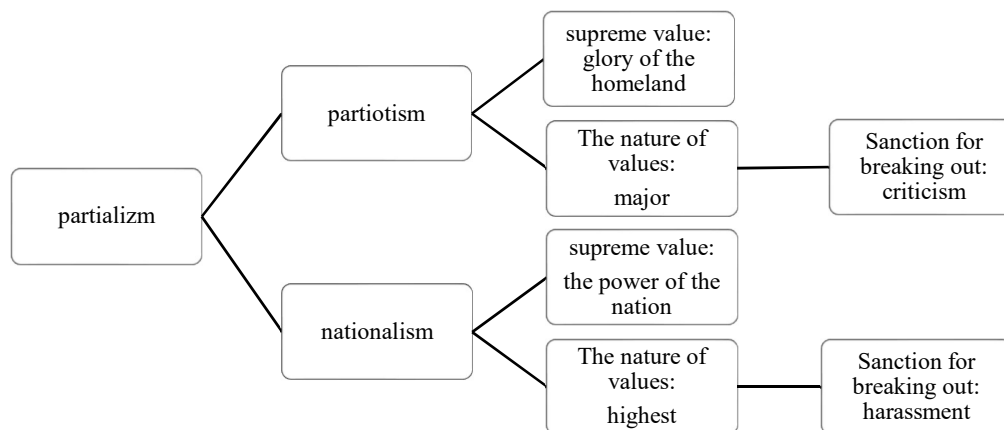 partializm
partiotism
supreme value:
glory of the
homeland
The nature of
values:
major
Sanction for
breaking out:
criticism
nationalism
supreme value:
the power of the
nation
The nature of
values:
highest
Sanction for
breaking out:
harassment